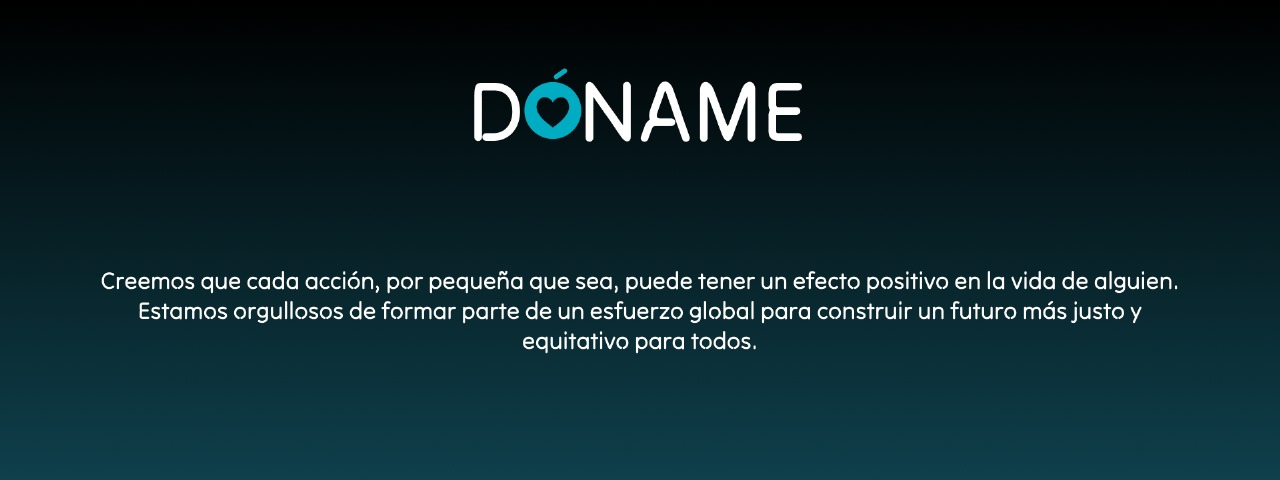 DÓNAME
Creemos que cada acción, por pequeña que sea, puede tener un efecto positivo en la vida de alguien.
Estamos orgullosos de formar parte de un esfuerzo global para construir un futuro más justo y
equitativo para todos.